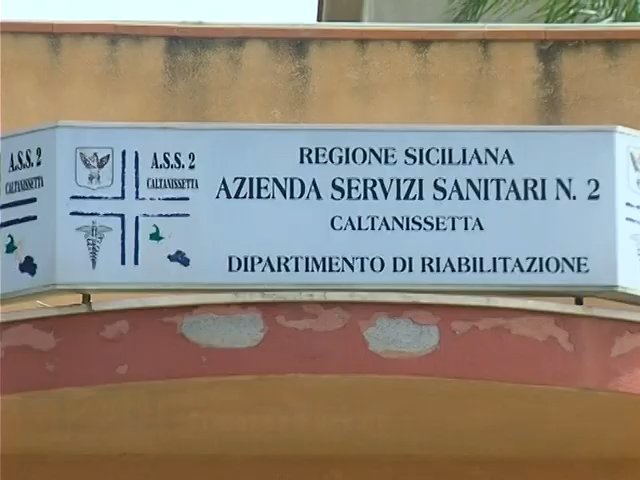 A.S.S. 2
CALTANISSETTA
A.S.S. 2
CALTANISSETTA
REGIONE SICILIANA
AZIENDA SERVIZI SANITARI N. 2
CALTANISSETTA
DIPARTIMENTO DI RIABILITAZIONE